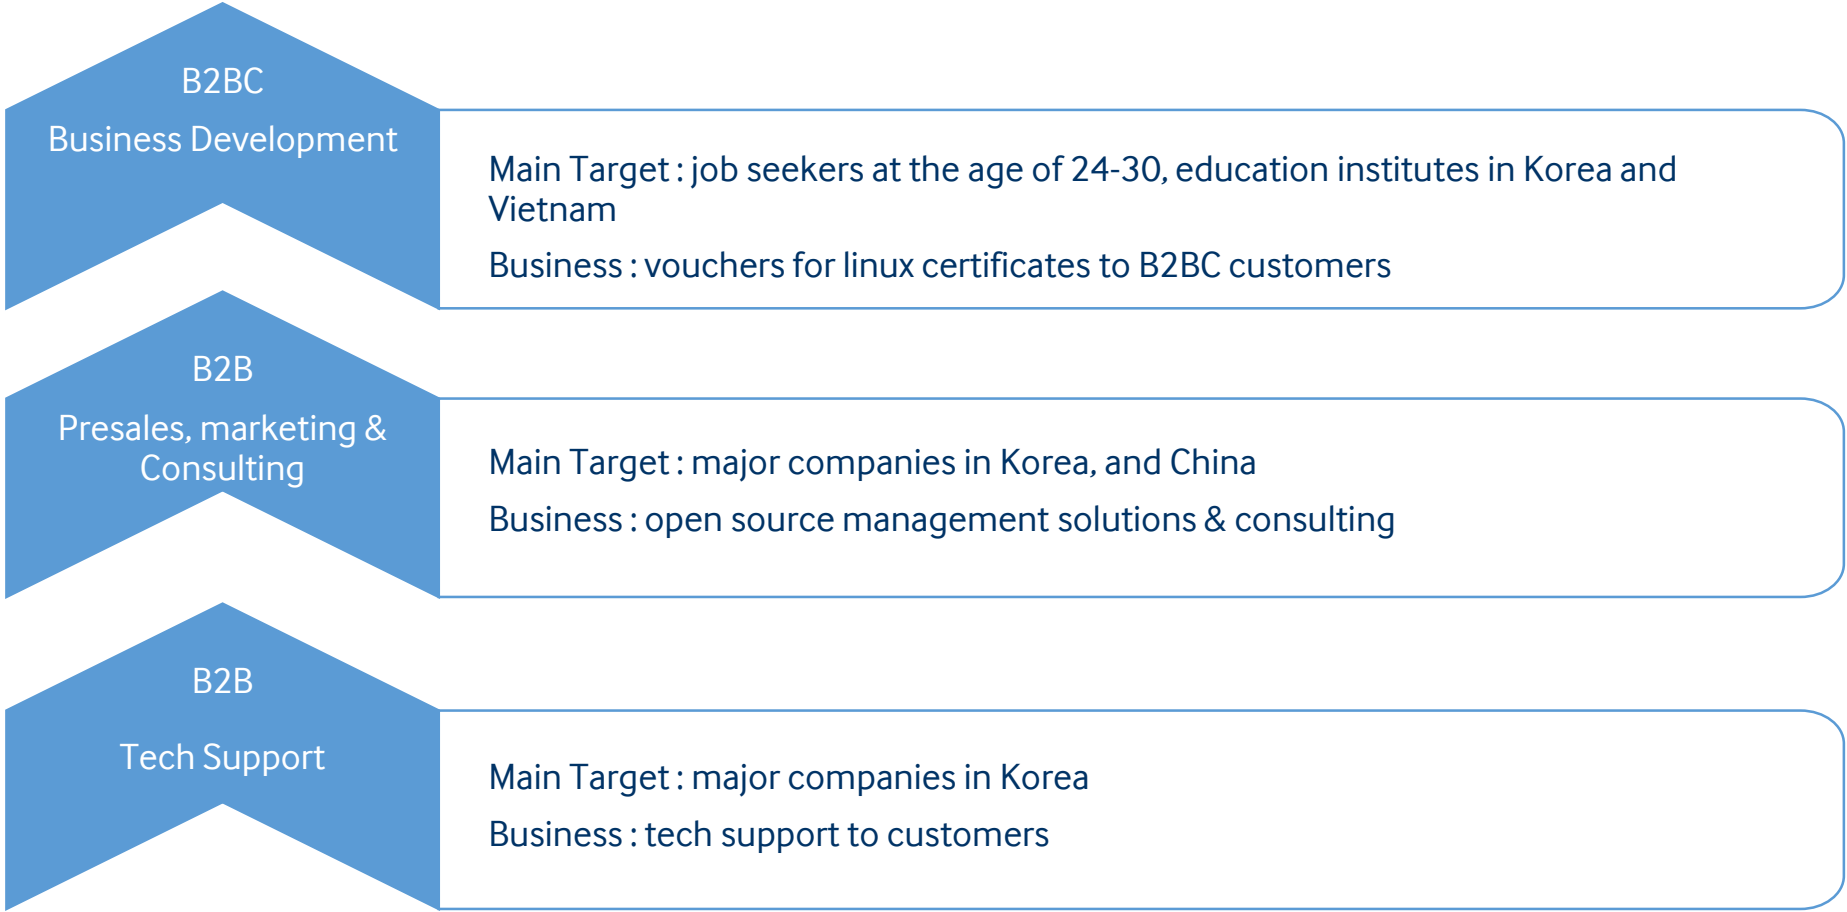 B2BC
Business Development
Main Target : job seekers at the age of 24-30, education institutes in Korea and
Vietnam
Business : vouchers for linux certificates to B2BC customers
B2B
Presales, marketing &
Consulting
Main Target : major companies in Korea, and China
Business : open source management solutions & consulting
B2B
Tech Support
Main Target : major companies in Korea
Business : tech support to customers